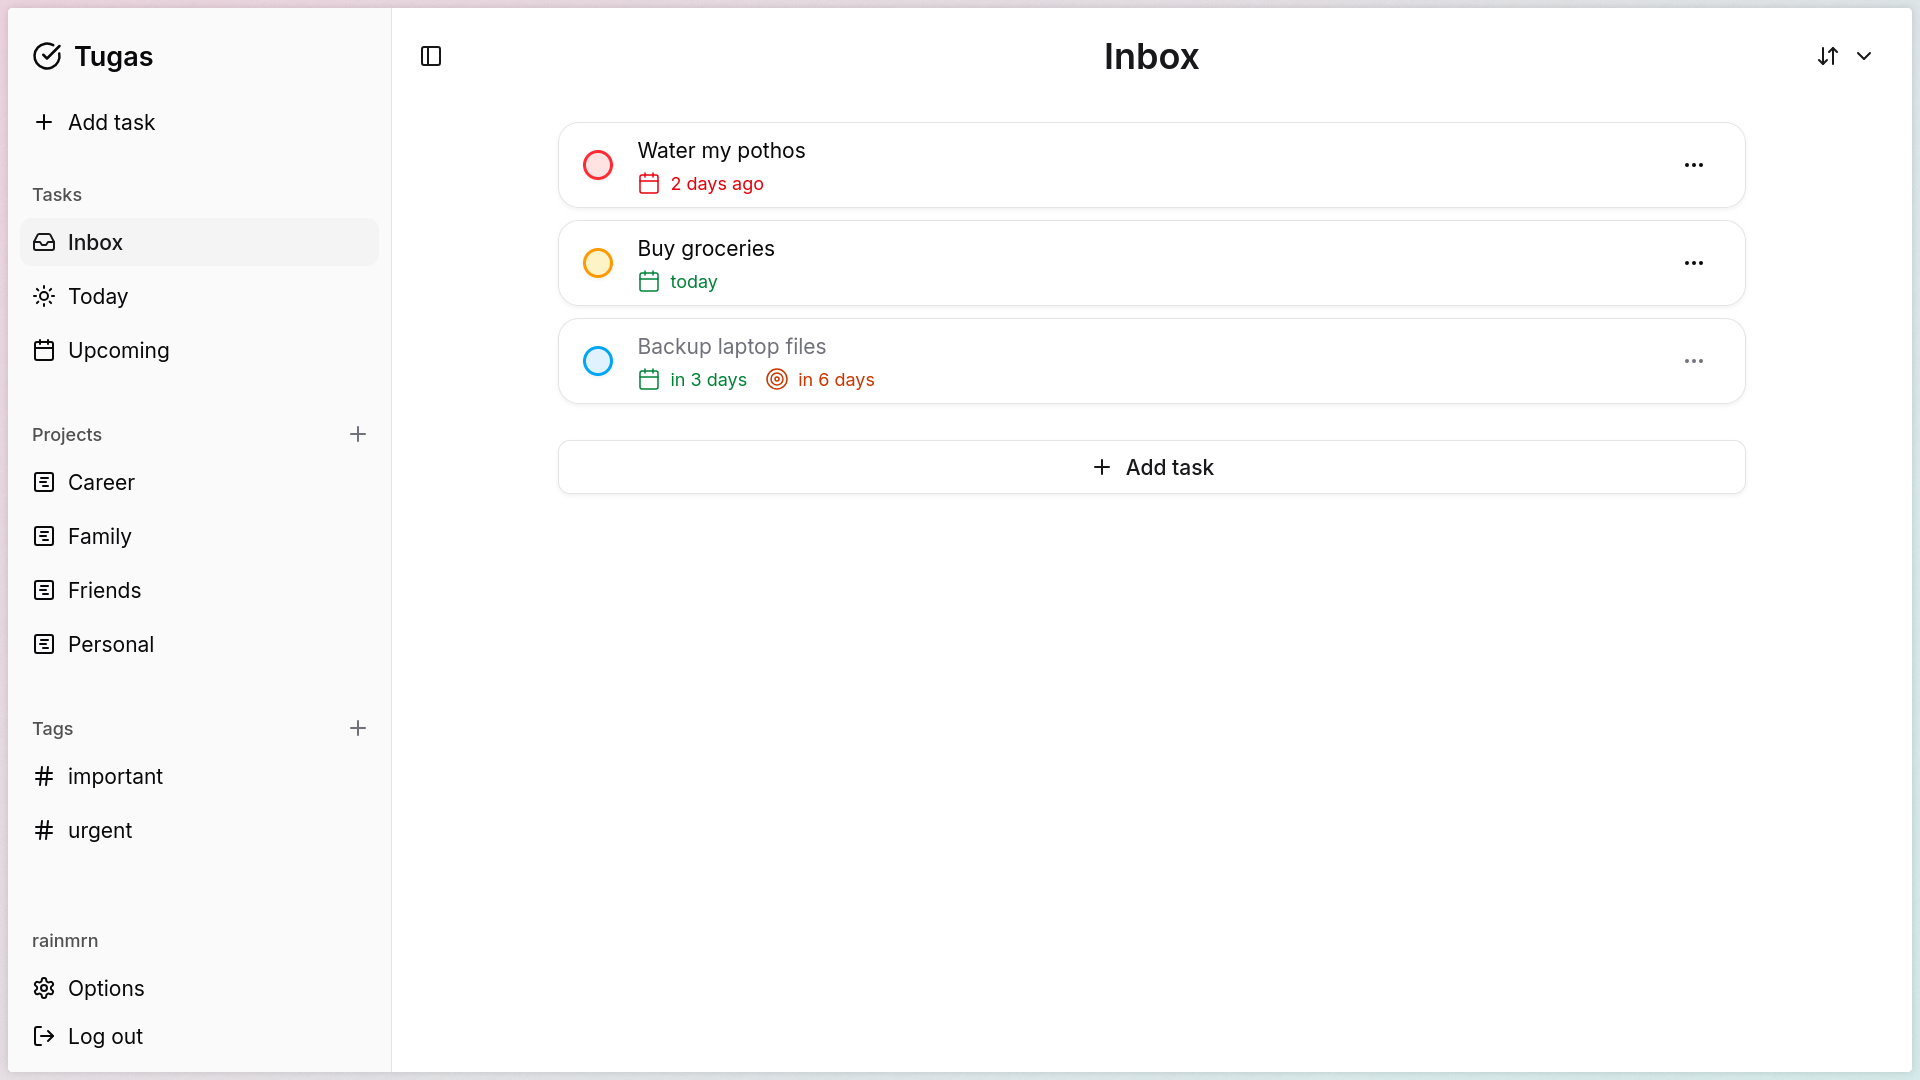 Tugas
Add task
Tasks
Inbox
Today
Upcoming
Projects
Career
Family
Friends
Personal
Tags
important
urgent
rainmrn
Options
Log out
Inbox
Water my pothos
2 days ago
Buy groceries
today
Backup laptop files
in 3 days in 6 days
Add task